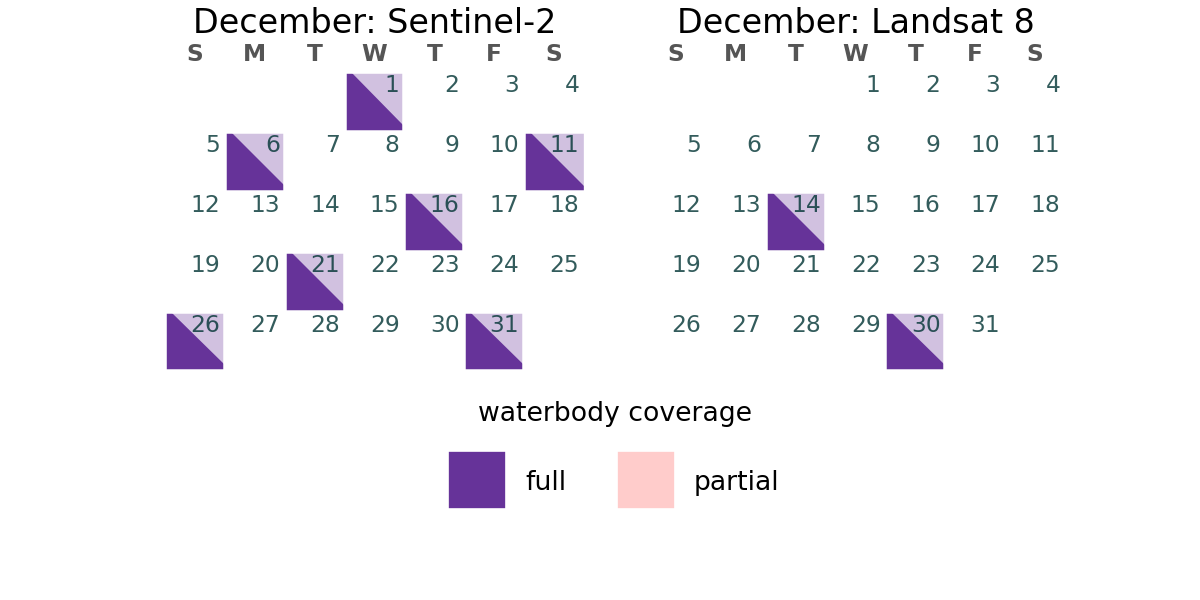 December: Sentinel-2
S M T W T F S
1 2 3 4
5 6 7 8 9 10 11
12 13 14 15 16 17 18
19 20 21 22 23 24 25
26 27 28 29 30 31
December: Landsat 8
S M T W T F S
1 2 3 4
5 6 7 8 9 10 11
12 13 14 15 16 17 18
19 20 21 22 23 24 25
26 27 28 29 30 31
waterbody coverage
full partial